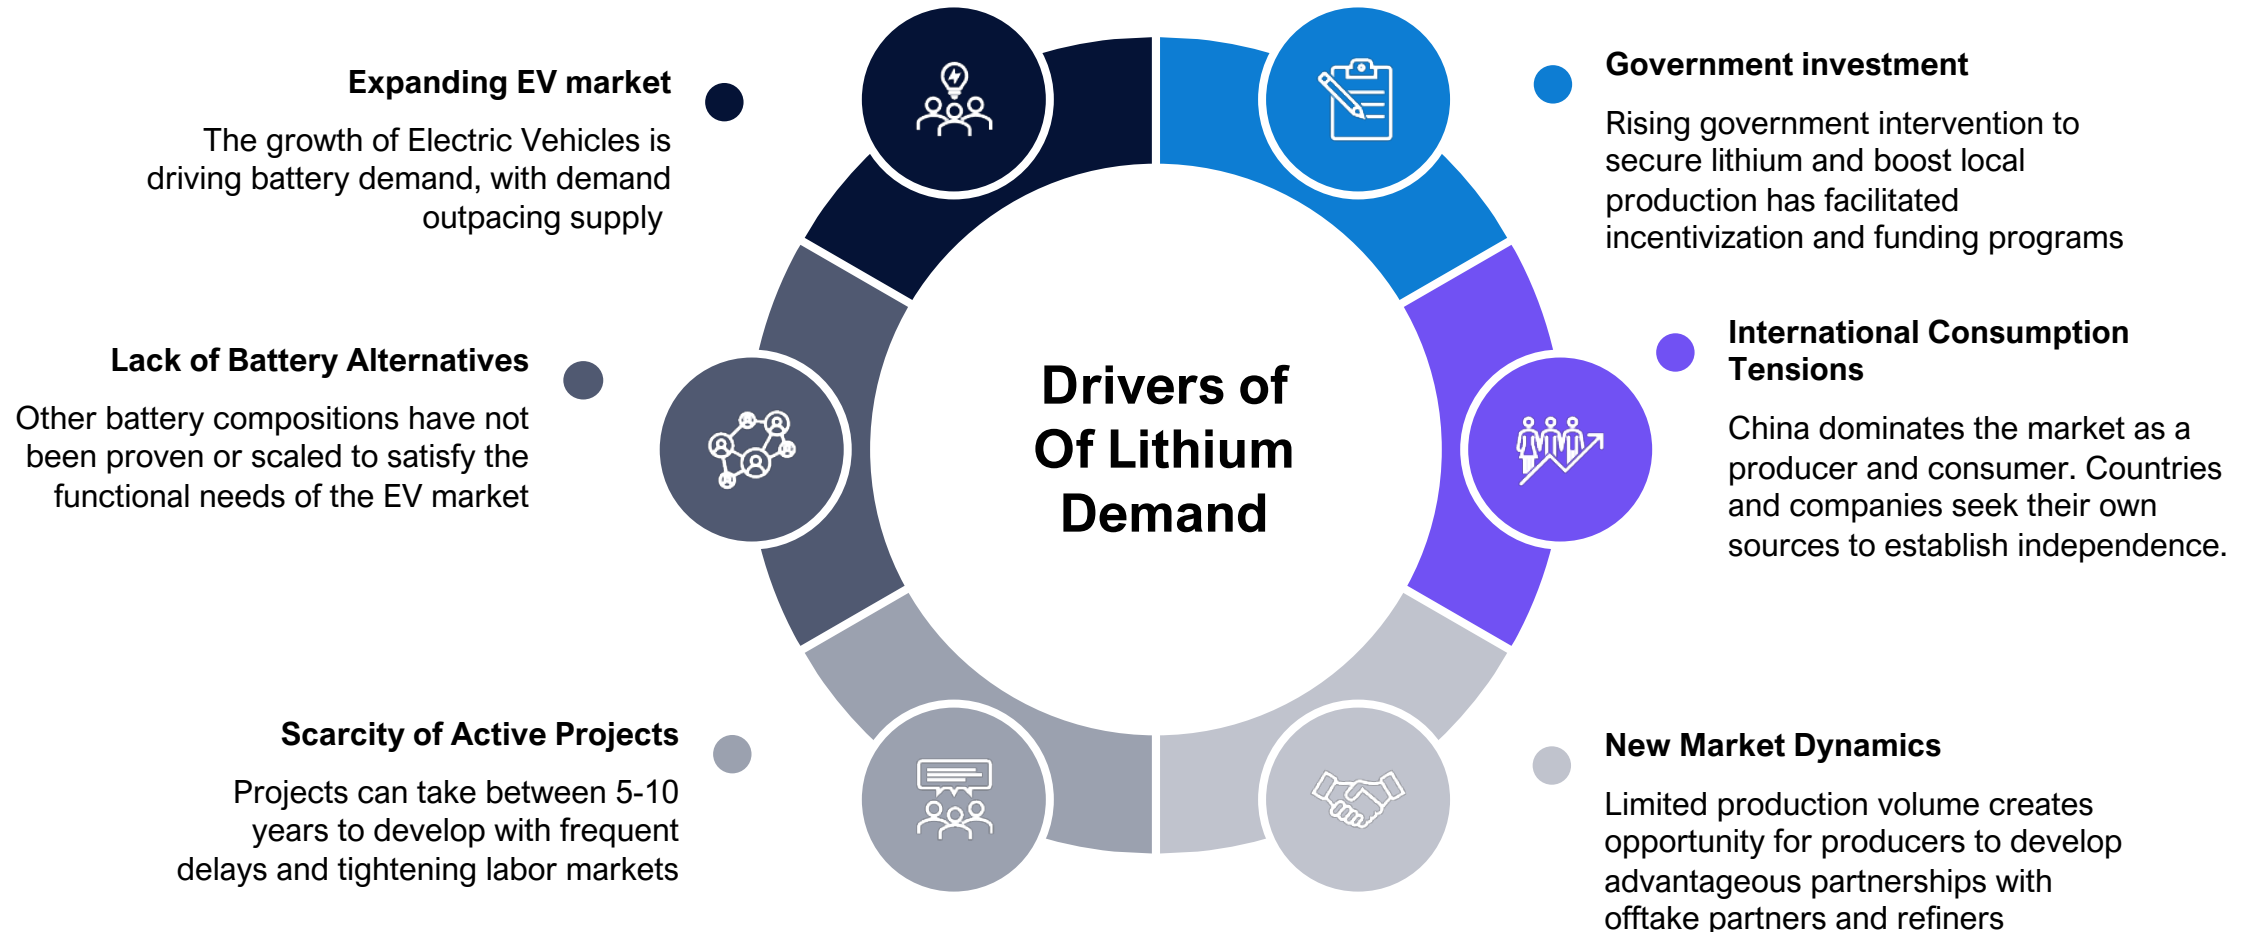 Expanding EV market
The growth of Electric Vehicles is
driving battery demand, with demand
outpacing supply
Lack of Battery Alternatives
Other battery compositions have not
been proven or scaled to satisfy the
functional needs of the EV market
Scarcity of Active Projects
Projects can take between 5-10
years to develop with frequent
delays and tightening labor markets
Drivers of
Of Lithium
Demand
Government investment
Rising government intervention to
secure lithium and boost local
production has facilitated
incentivization and funding programs
International Consumption
Tensions
China dominates the market as a
producer and consumer. Countries
and companies seek their own
sources to establish independence.
New Market Dynamics
Limited production volume creates
opportunity for producers to develop
advantageous partnerships with
offtake partners and refiners